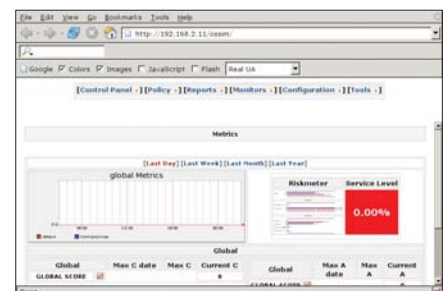 File Edit View Go Bookmarks Tools Help
http://192.168.2.11/ossim/
Google Colors Images JavaScript Flash Real UA
[Control Panel -] [Policy -] [Reports -] [Monitors -] [Configuration -] [Tools -]
Metrics
[Last Day] [Last Week] [Last Month] [Last Year]
global Metrics
Riskmeter Service Level
0.00%
Global
Global Max C date Max C Current C Global Max A date Max A Current A
GLOBAL SCORE 0 GLOBAL SCORE 0